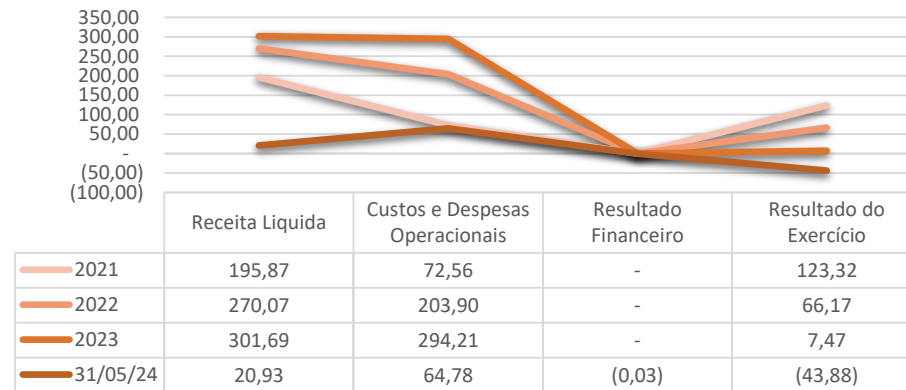 350,00
300,00
250,00
200,00
150,00
100,00
50,00
-
(50,00)
(100,00)
Receita Liquida
Custos e Despesas
Operacionais
Resultado
Financeiro
Resultado do
Exercício
2021 195,87 72,56 - 123,32
2022 270,07 203,90 - 66,17
2023 301,69 294,21 - 7,47
31/05/24 20,93 64,78 (0,03) (43,88)